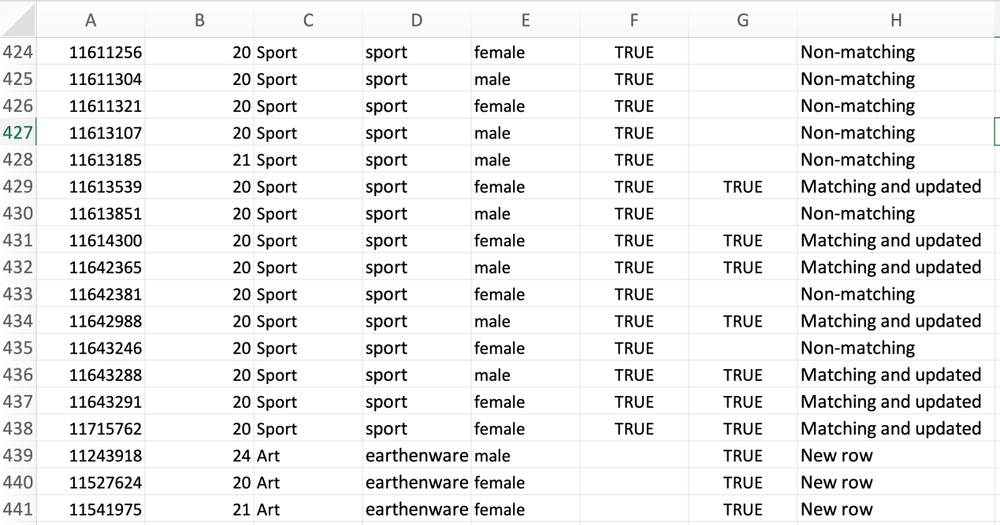 A B C D E F G H
424 11611256 20 Sport sport female TRUE Non-matching
425 11611304 20 Sport sport male TRUE Non-matching
426 11611321 20 Sport sport female TRUE Non-matching
427 11613107 20 Sport sport male TRUE Non-matching
428 11613185 21 Sport sport male TRUE Non-matching
429 11613539 20 Sport sport female TRUE TRUE Matching and updated
430 11613851 20 Sport sport male TRUE Non-matching
431 11614300 20 Sport sport female TRUE TRUE Matching and updated
432 11642365 20 Sport sport male TRUE TRUE Matching and updated
433 11642381 20 Sport sport female TRUE Non-matching
434 11642988 20 Sport sport male TRUE TRUE Matching and updated
435 11643246 20 Sport sport female TRUE Non-matching
436 11643288 20 Sport sport male TRUE TRUE Matching and updated
437 11643291 20 Sport sport female TRUE TRUE Matching and updated
438 11715762 20 Sport sport female TRUE TRUE Matching and updated
439 11243918 24 Art earthenware male TRUE New row
440 11527624 20 Art earthenware female TRUE New row
441 11541975 21 Art earthenware female TRUE New row